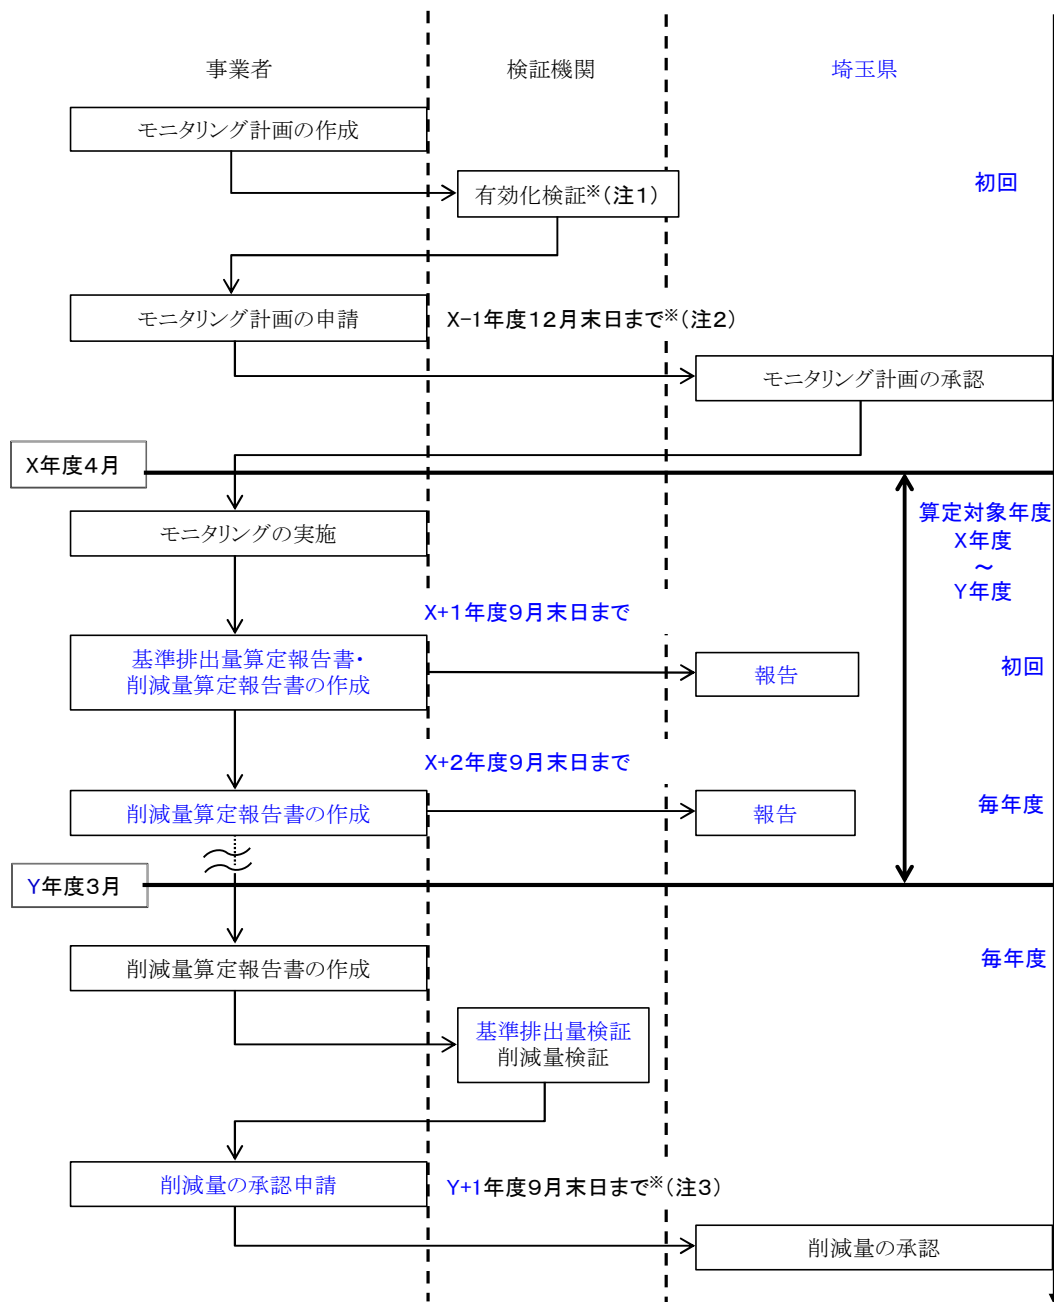 事業者
検証機関
埼玉県
モニタリング計画の作成
初回
有効化検証※(注1)
モニタリング計画の申請
X-1年度12月末日まで※(注2)
モニタリング計画の承認
X年度4月
算定対象年度
X年度
～
Y年度
モニタリングの実施
X+1年度9月末日まで
基準排出量算定報告書・
削減量算定報告書の作成
報告
初回
X+2年度9月末日まで
削減量算定報告書の作成
報告
毎年度
Y年度3月
削減量算定報告書の作成
毎年度
基準排出量検証
削減量検証
削減量の承認申請
Y+1年度9月末日まで※(注3)
削減量の承認